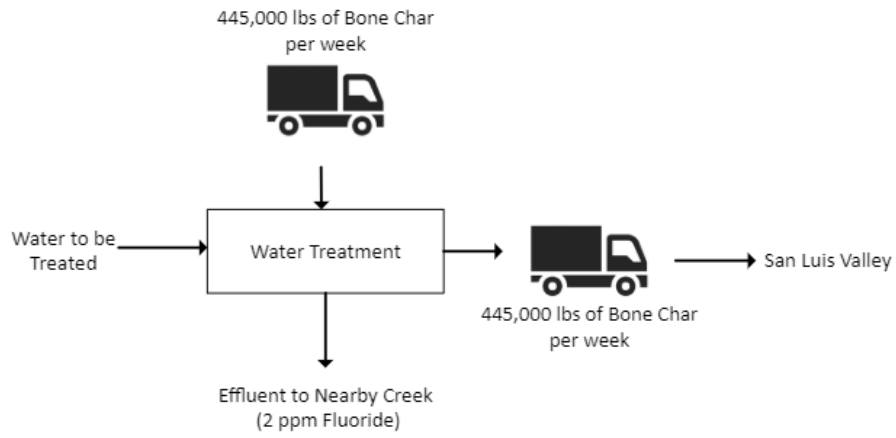 445,000 lbs of Bone Char
per week
Water to be
Treated
Water Treatment
San Luis Valley
445,000 lbs of Bone Char
per week
Effluent to Nearby Creek
(2 ppm Fluoride)